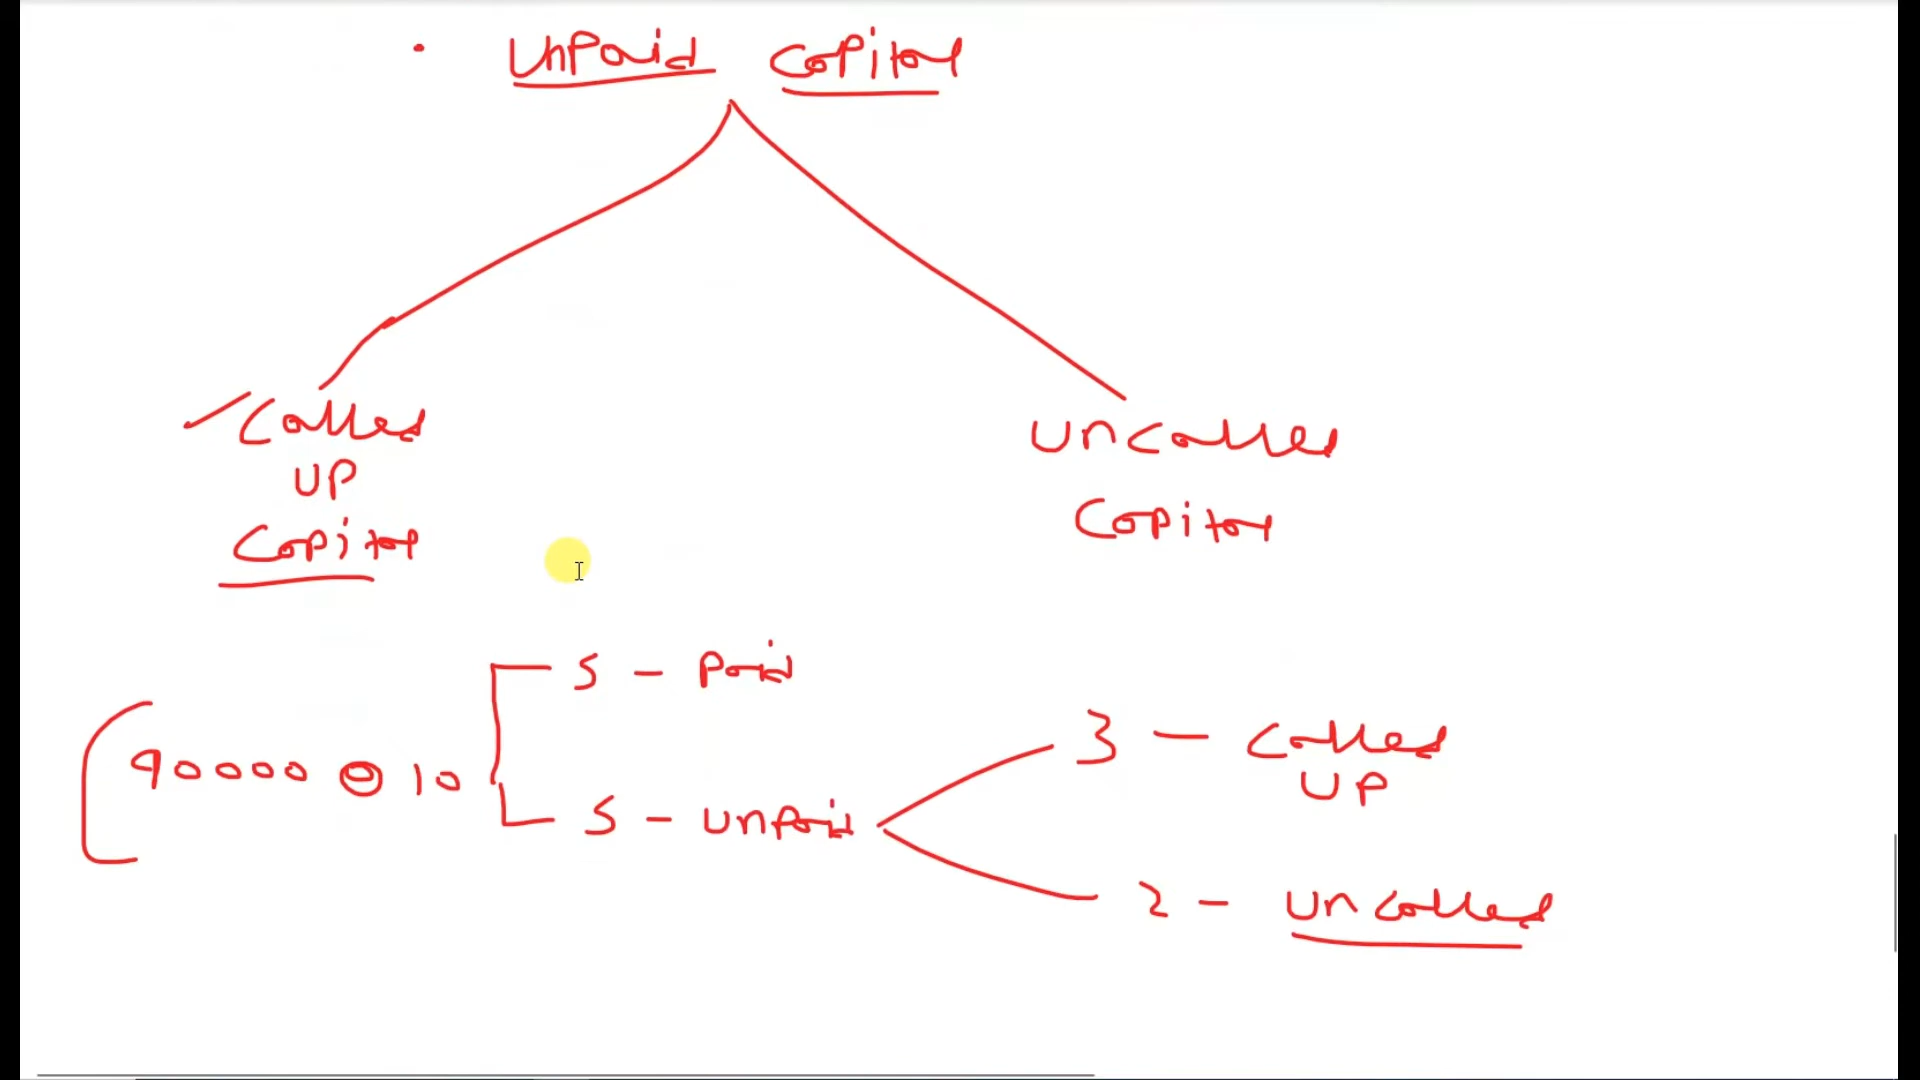 • Unpaid Capital
Called
UP
Capital
Uncalled
Capital
5 - Paid
90000 @ 10
5 - Unpaid
3 - Called
UP
2 - Uncalled